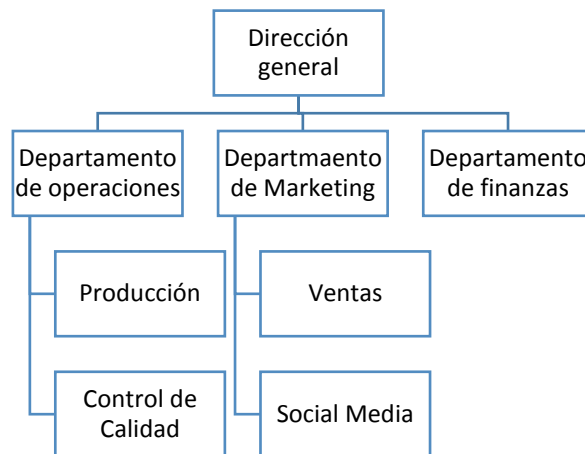 Dirección
general
Departamento
de operaciones
Departmaento
de Marketing
Departamento
de finanzas
Producción
Ventas
Control de
Calidad
Social Media